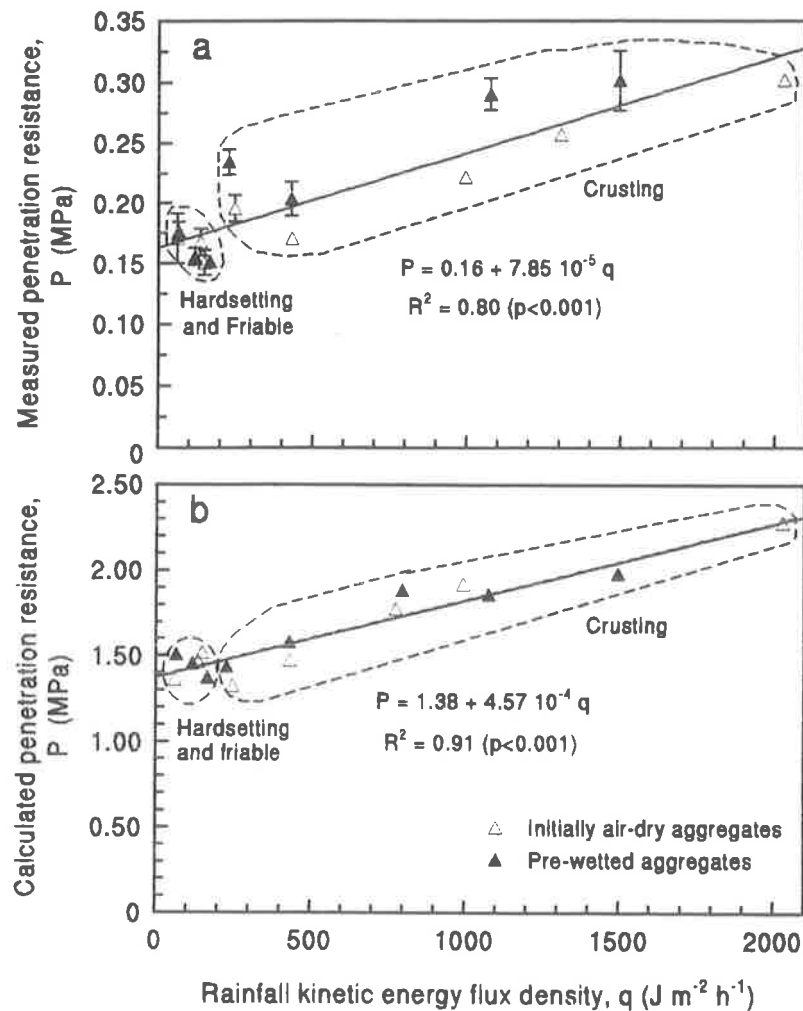 a
Measured penetration resistance,
P (MPa)
0.35
0.30
0.25
0.20
0.15
0.10
0.05
0
Crusting
P = 0.16 + 7.85 10⁻⁵ q
R² = 0.80 (p<0.001)
Hardsetting
and Friable
b
Calculated penetration resistance,
P (MPa)
2.50
2.00
1.50
1.00
0.50
0
Crusting
P = 1.38 + 4.57 10⁻⁴ q
R² = 0.91 (p<0.001)
Hardsetting
and friable
△ Initially air-dry aggregates
▲ Pre-wetted aggregates
0 500 1000 1500 2000
Rainfall kinetic energy flux density, q (J m⁻² h⁻¹)